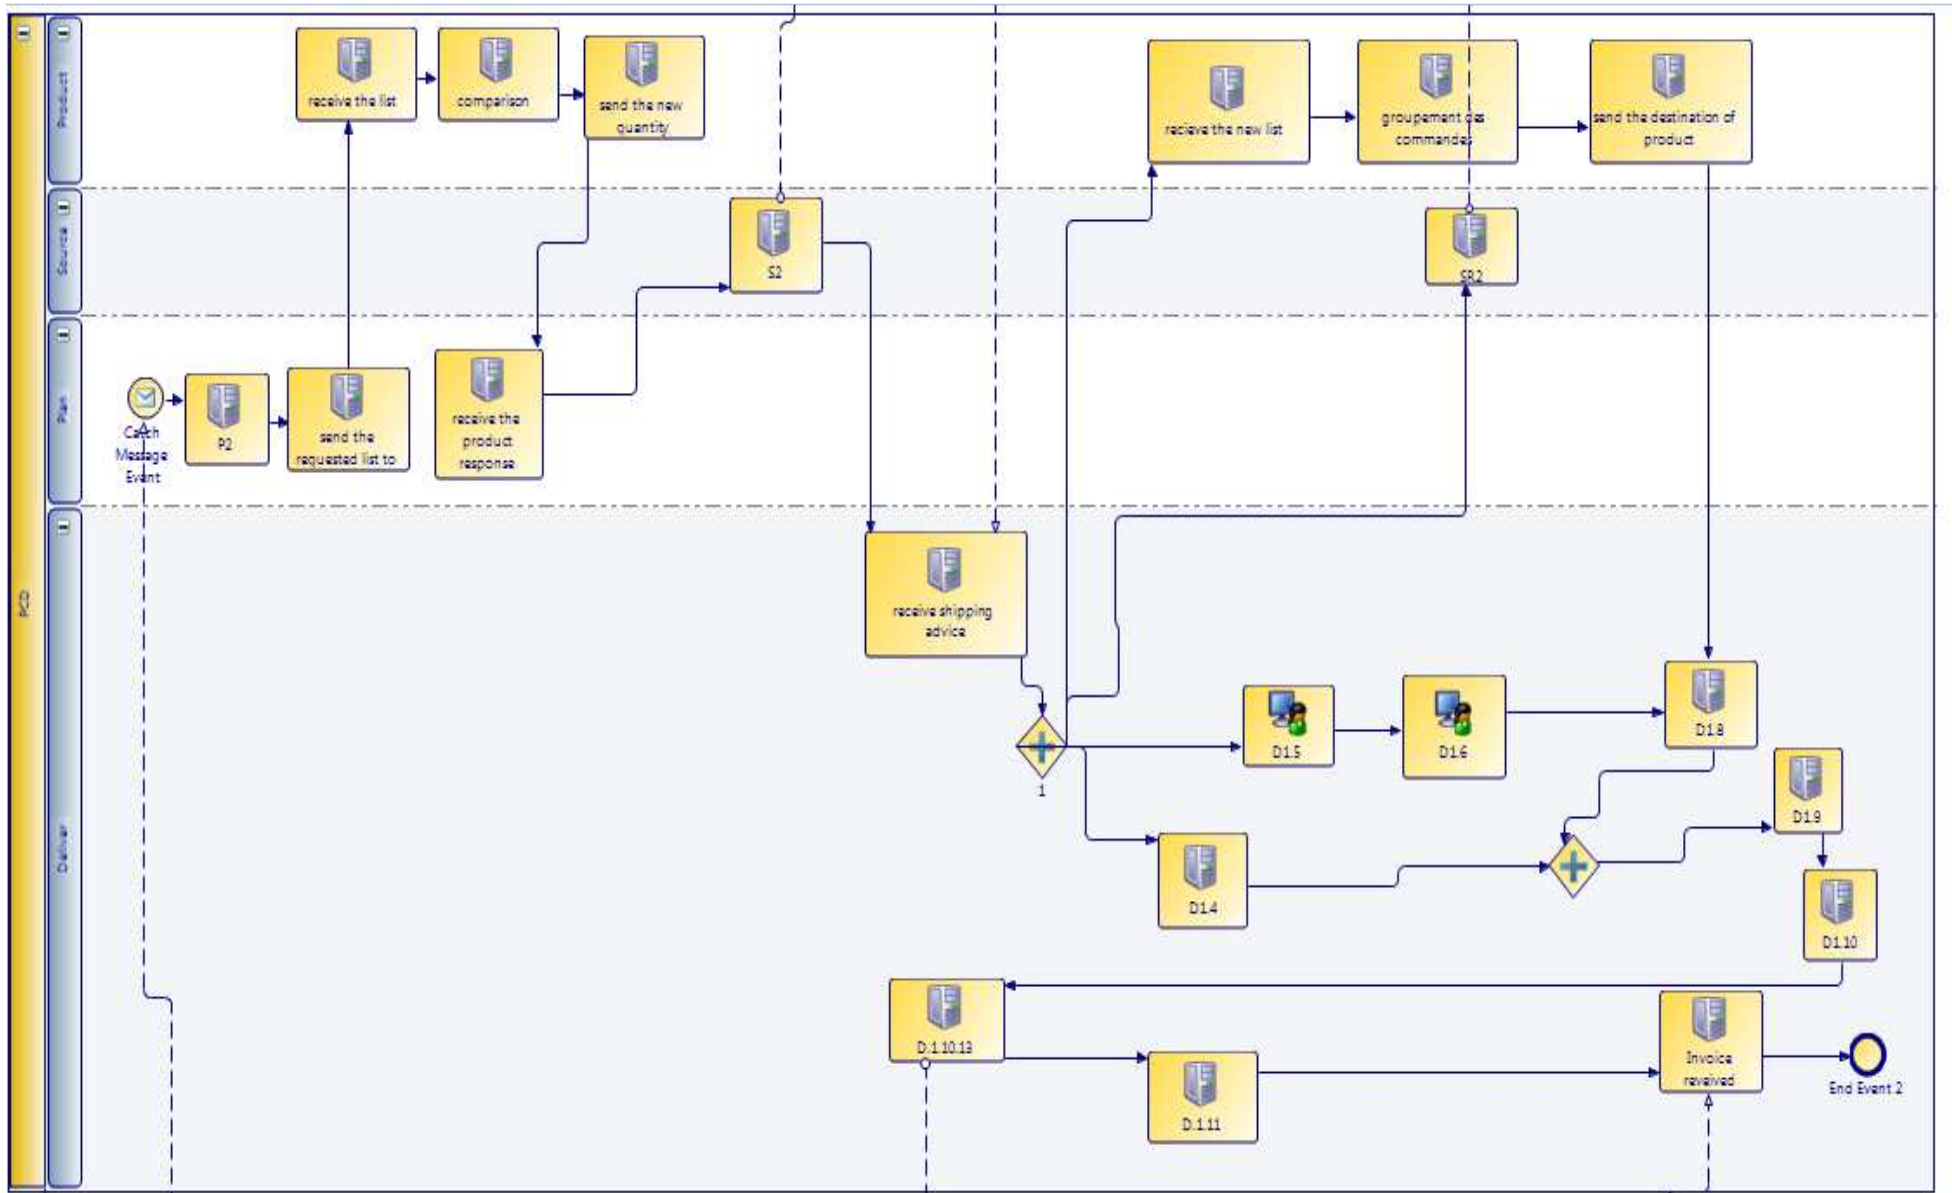 PCD
Product
receive the list
comparison
send the new
quantity
recieve the new list
groupement des
commandes
send the destination of
product
Source
S2
SR2
Plan
Catch
Message
Event
P2
send the
requested list to
receive the
product
response
Deliver
receive shipping
advice
1
D1.5
D1.6
D1.8
D1.9
D1.4
D1.10
D.1.10.13
D.1.11
Invoice
reveived
End Event 2